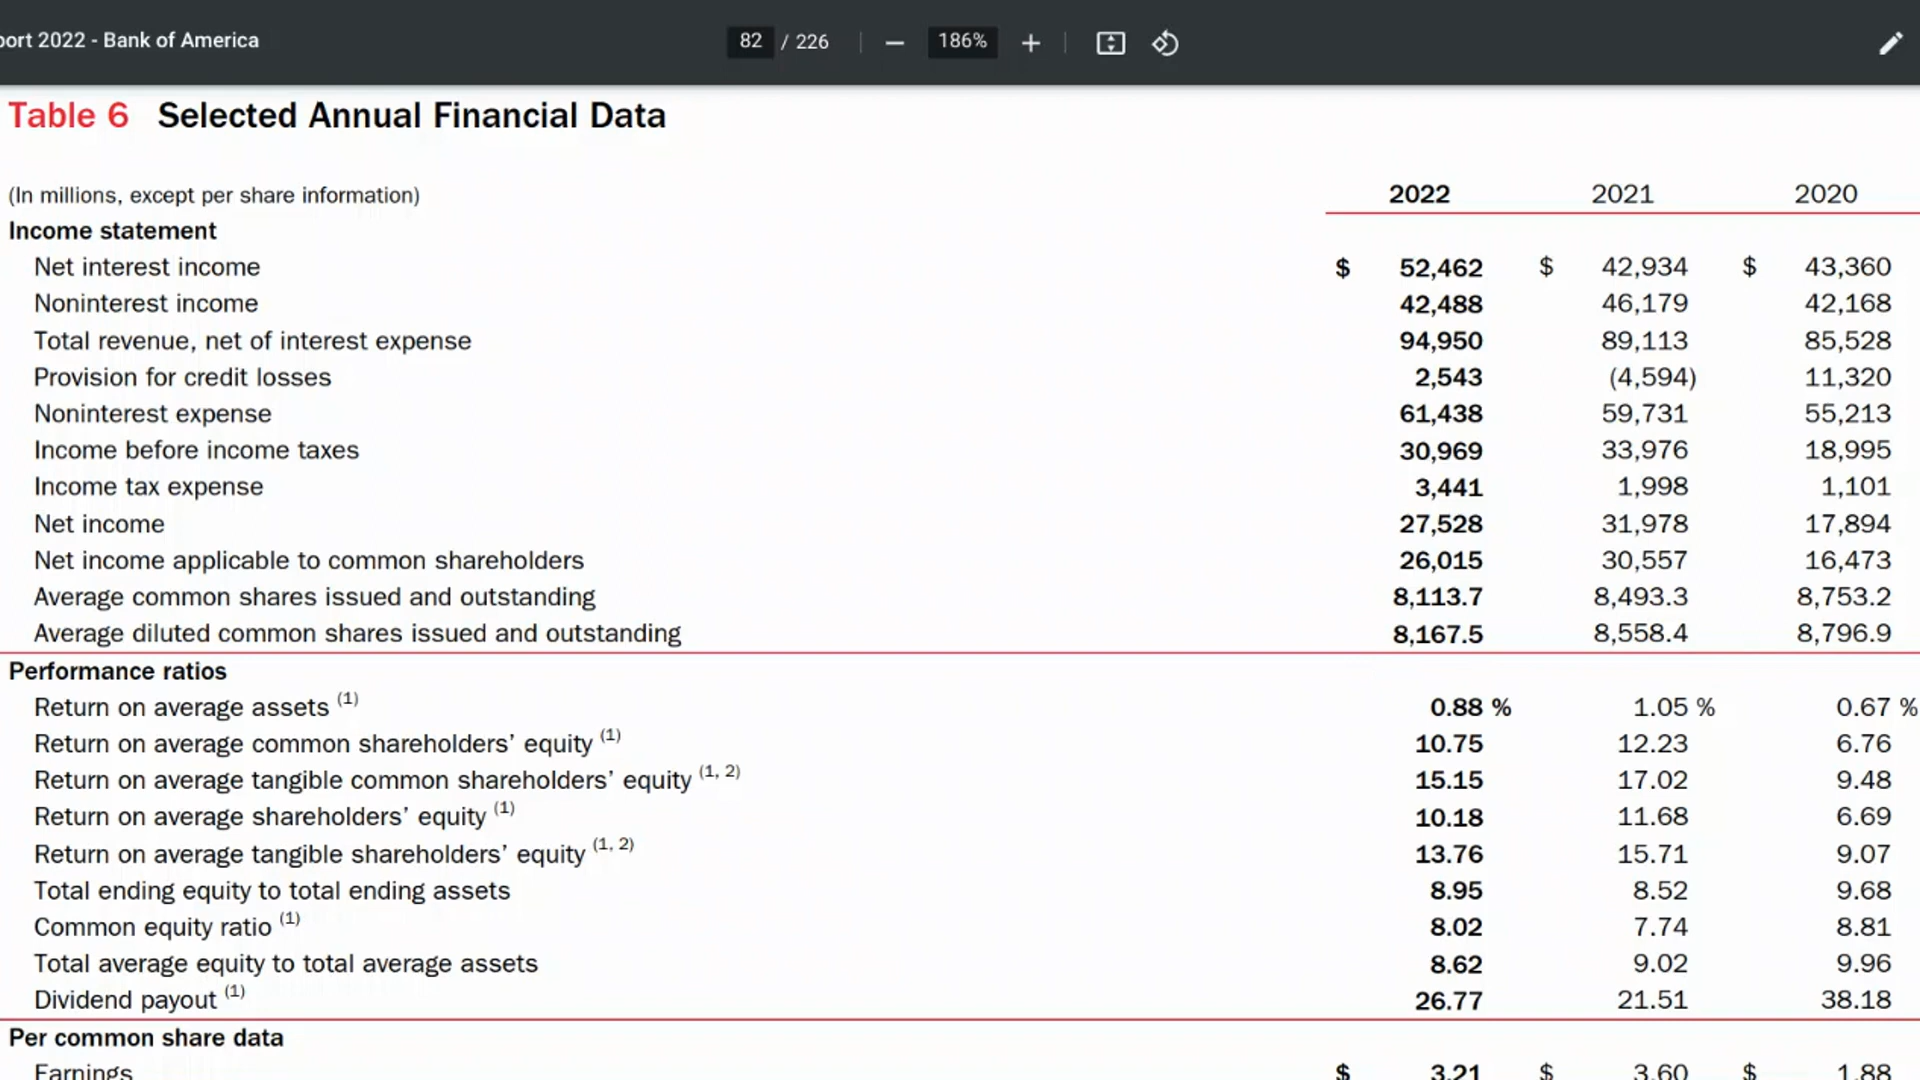 port 2022 - Bank of America 82 / 226 186%
Table 6 Selected Annual Financial Data
(In millions, except per share information) 2022 2021 2020
Income statement
Net interest income $ 52,462 $ 42,934 $ 43,360
Noninterest income 42,488 46,179 42,168
Total revenue, net of interest expense 94,950 89,113 85,528
Provision for credit losses 2,543 (4,594) 11,320
Noninterest expense 61,438 59,731 55,213
Income before income taxes 30,969 33,976 18,995
Income tax expense 3,441 1,998 1,101
Net income 27,528 31,978 17,894
Net income applicable to common shareholders 26,015 30,557 16,473
Average common shares issued and outstanding 8,113.7 8,493.3 8,753.2
Average diluted common shares issued and outstanding 8,167.5 8,558.4 8,796.9
Performance ratios
Return on average assets (1) 0.88 % 1.05 % 0.67 %
Return on average common shareholders’ equity (1) 10.75 12.23 6.76
Return on average tangible common shareholders’ equity (1, 2) 15.15 17.02 9.48
Return on average shareholders’ equity (1) 10.18 11.68 6.69
Return on average tangible shareholders’ equity (1, 2) 13.76 15.71 9.07
Total ending equity to total ending assets 8.95 8.52 9.68
Common equity ratio (1) 8.02 7.74 8.81
Total average equity to total average assets 8.62 9.02 9.96
Dividend payout (1) 26.77 21.51 38.18
Per common share data
Earnings $ 3.21 $ 3.60 $ 1.88